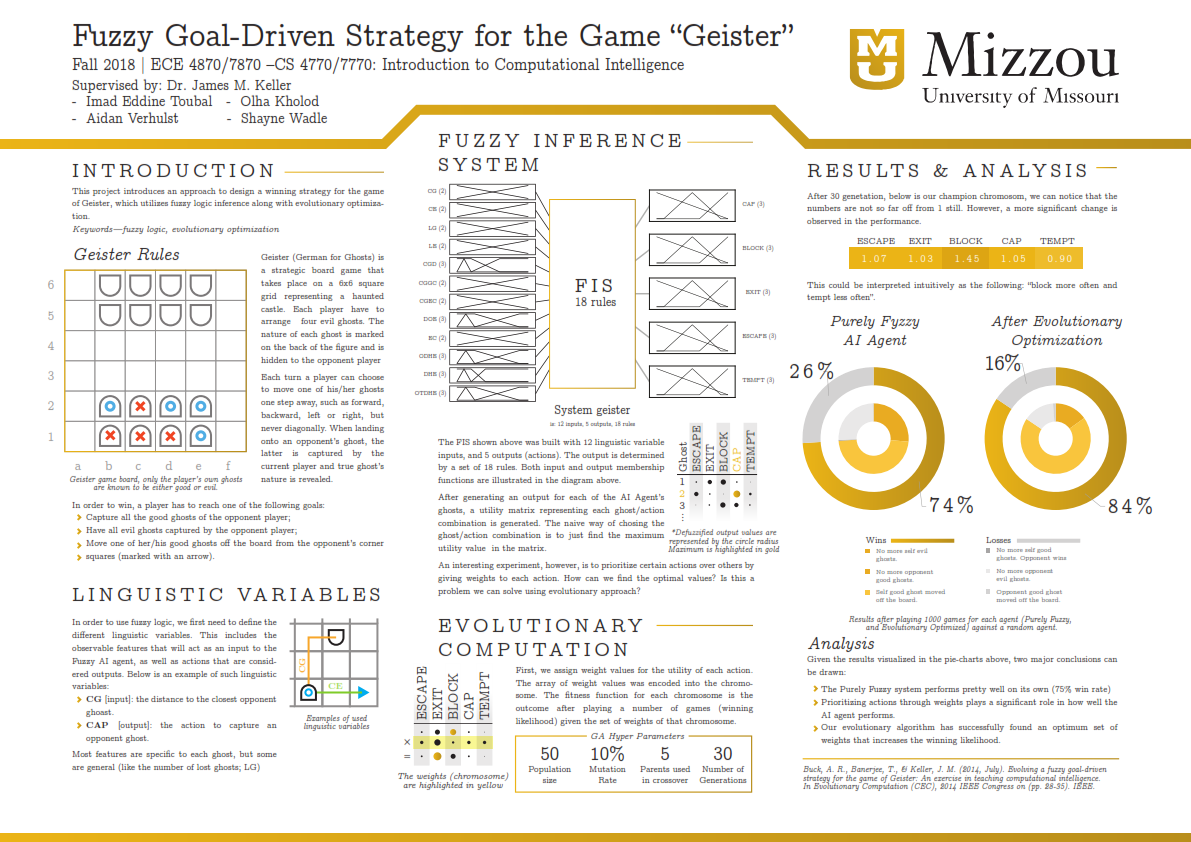 Fuzzy Goal-Driven Strategy for the Game “Geister”
Fall 2018 | ECE 4870/7870 –CS 4770/7770: Introduction to Computational Intelligence
Supervised by: Dr. James M. Keller
- Imad Eddine Toubal - Olha Kholod
- Aidan Verhulst - Shayne Wadle
MU
Mizzou
University of Missouri
INTRODUCTION
This project introduces an approach to design a winning strategy for the game
of Geister, which utilizes fuzzy logic inference along with evolutionary optimiza-
tion.
Keywords—fuzzy logic, evolutionary optimization
Geister Rules
6
5
4
3
2
1
a b c d e f
Geister game board, only the player's own ghosts
are known to be either good or evil.
Geister (German for Ghosts) is
a strategic board game that
takes place on a 6x6 square
grid representing a haunted
castle. Each player have to
arrange four evil ghosts. The
nature of each ghost is marked
on the back of the figure and is
hidden to the opponent player
Each turn a player can choose
to move one of his/her ghosts
one step away, such as forward,
backward, left or right, but
never diagonally. When landing
onto an opponent's ghost, the
latter is captured by the
current player and true ghost's
nature is revealed.
In order to win, a player has to reach one of the following goals:
Capture all the good ghosts of the opponent player;
Have all evil ghosts captured by the opponent player;
Move one of her/his good ghosts off the board from the opponent's corner
squares (marked with an arrow).
LINGUISTIC VARIABLES
In order to use fuzzy logic, we first need to define the
different linguistic variables. This includes the
observable features that will act as an input to the
Fuzzy AI agent, as well as actions that are consid-
ered outputs. Below is an example of such linguistic
variables:
CG [input]: the distance to the closest opponent
ghost.
CAP [output]: the action to capture an
opponent ghost.
Most features are specific to each ghost, but some
are general (like the number of lost ghosts; LG)
CG
CE
Examples of used
linguistic variables
FUZZY INFERENCE
SYSTEM
CG (2)
CE (2)
LG (2)
LE (2)
CGD (3)
CGGC (2)
CGEC (2)
DOE (3)
EC (2)
ODHE (3)
DHE (3)
OTDHE (3)
FIS
18 rules
CAP (3)
BLOCK (3)
EXIT (3)
ESCAPE (3)
TEMPT (3)
System geister
is: 12 inputs, 5 outputs, 18 rules
The FIS shown above was built with 12 linguistic variable
inputs, and 5 outputs (actions). The output is determined
by a set of 18 rules. Both input and output membership
functions are illustrated in the diagram above.
After generating an output for each of the AI Agent's
ghosts, a utility matrix representing each ghost/action
combination is generated. The naive way of chosing the
ghost/action combination is to just find the maximum
utility value in the matrix.
Ghost ESCAPE EXIT BLOCK CAP TEMPT
1
2
3
⋮
*Defuzzified output values are
represented by the circle radius
Maximum is highlighted in gold
An interesting experiment, however, is to prioritize certain actions over others by
giving weights to each action. How can we find the optimal values? Is this a
problem we can solve using evolutionary approach?
EVOLUTIONARY
COMPUTATION
ESCAPE EXIT BLOCK CAP TEMPT
×
=
The weights (chromosome)
are highlighted in yellow
First, we assign weight values for the utility of each action.
The array of weight values was encoded into the chromo-
some. The fitness function for each chromosome is the
outcome after playing a number of games (winning
likelihood) given the set of weights of that chromosome.
GA Hyper Parameters
50 10% 5 30
Population Mutation Parents used Number of
size Rate in crossover Generations
RESULTS & ANALYSIS
After 30 genetation, below is our champion chromosom, we can notice that the
numbers are not so far off from 1 still. However, a more significant change is
observed in the performance.
ESCAPE EXIT BLOCK CAP TEMPT
1.07 1.03 1.45 1.05 0.90
This could be interpreted intuitively as the following: “block more often and
tempt less often”.
Purely Fyzzy
AI Agent
After Evolutionary
Optimization
26%
74%
16%
84%
Wins
No more self evil
ghosts.
No more opponent
good ghosts.
Self good ghost moved
off the board.
Losses
No more self good
ghosts. Opponent wins
No more opponent
evil ghosts.
Opponent good ghost
moved off the board.
Results after playing 1000 games for each agent (Purely Fuzzy,
and Evolutionary Optimized) against a random agent.
Analysis
Given the results visualized in the pie-charts above, two major conclusions can
be drawn:
The Purely Fuzzy system performs pretty well on its own (75% win rate)
Prioritizing actions through weights plays a significant role in how well the
AI agent performs.
Our evolutionary algorithm has successfully found an optimum set of
weights that increases the winning likelihood.
Buck, A. R., Banerjee, T., & Keller, J. M. (2014, July). Evolving a fuzzy goal-driven
strategy for the game of Geister: An exercise in teaching computational intelligence.
In Evolutionary Computation (CEC), 2014 IEEE Congress on (pp. 28-35). IEEE.